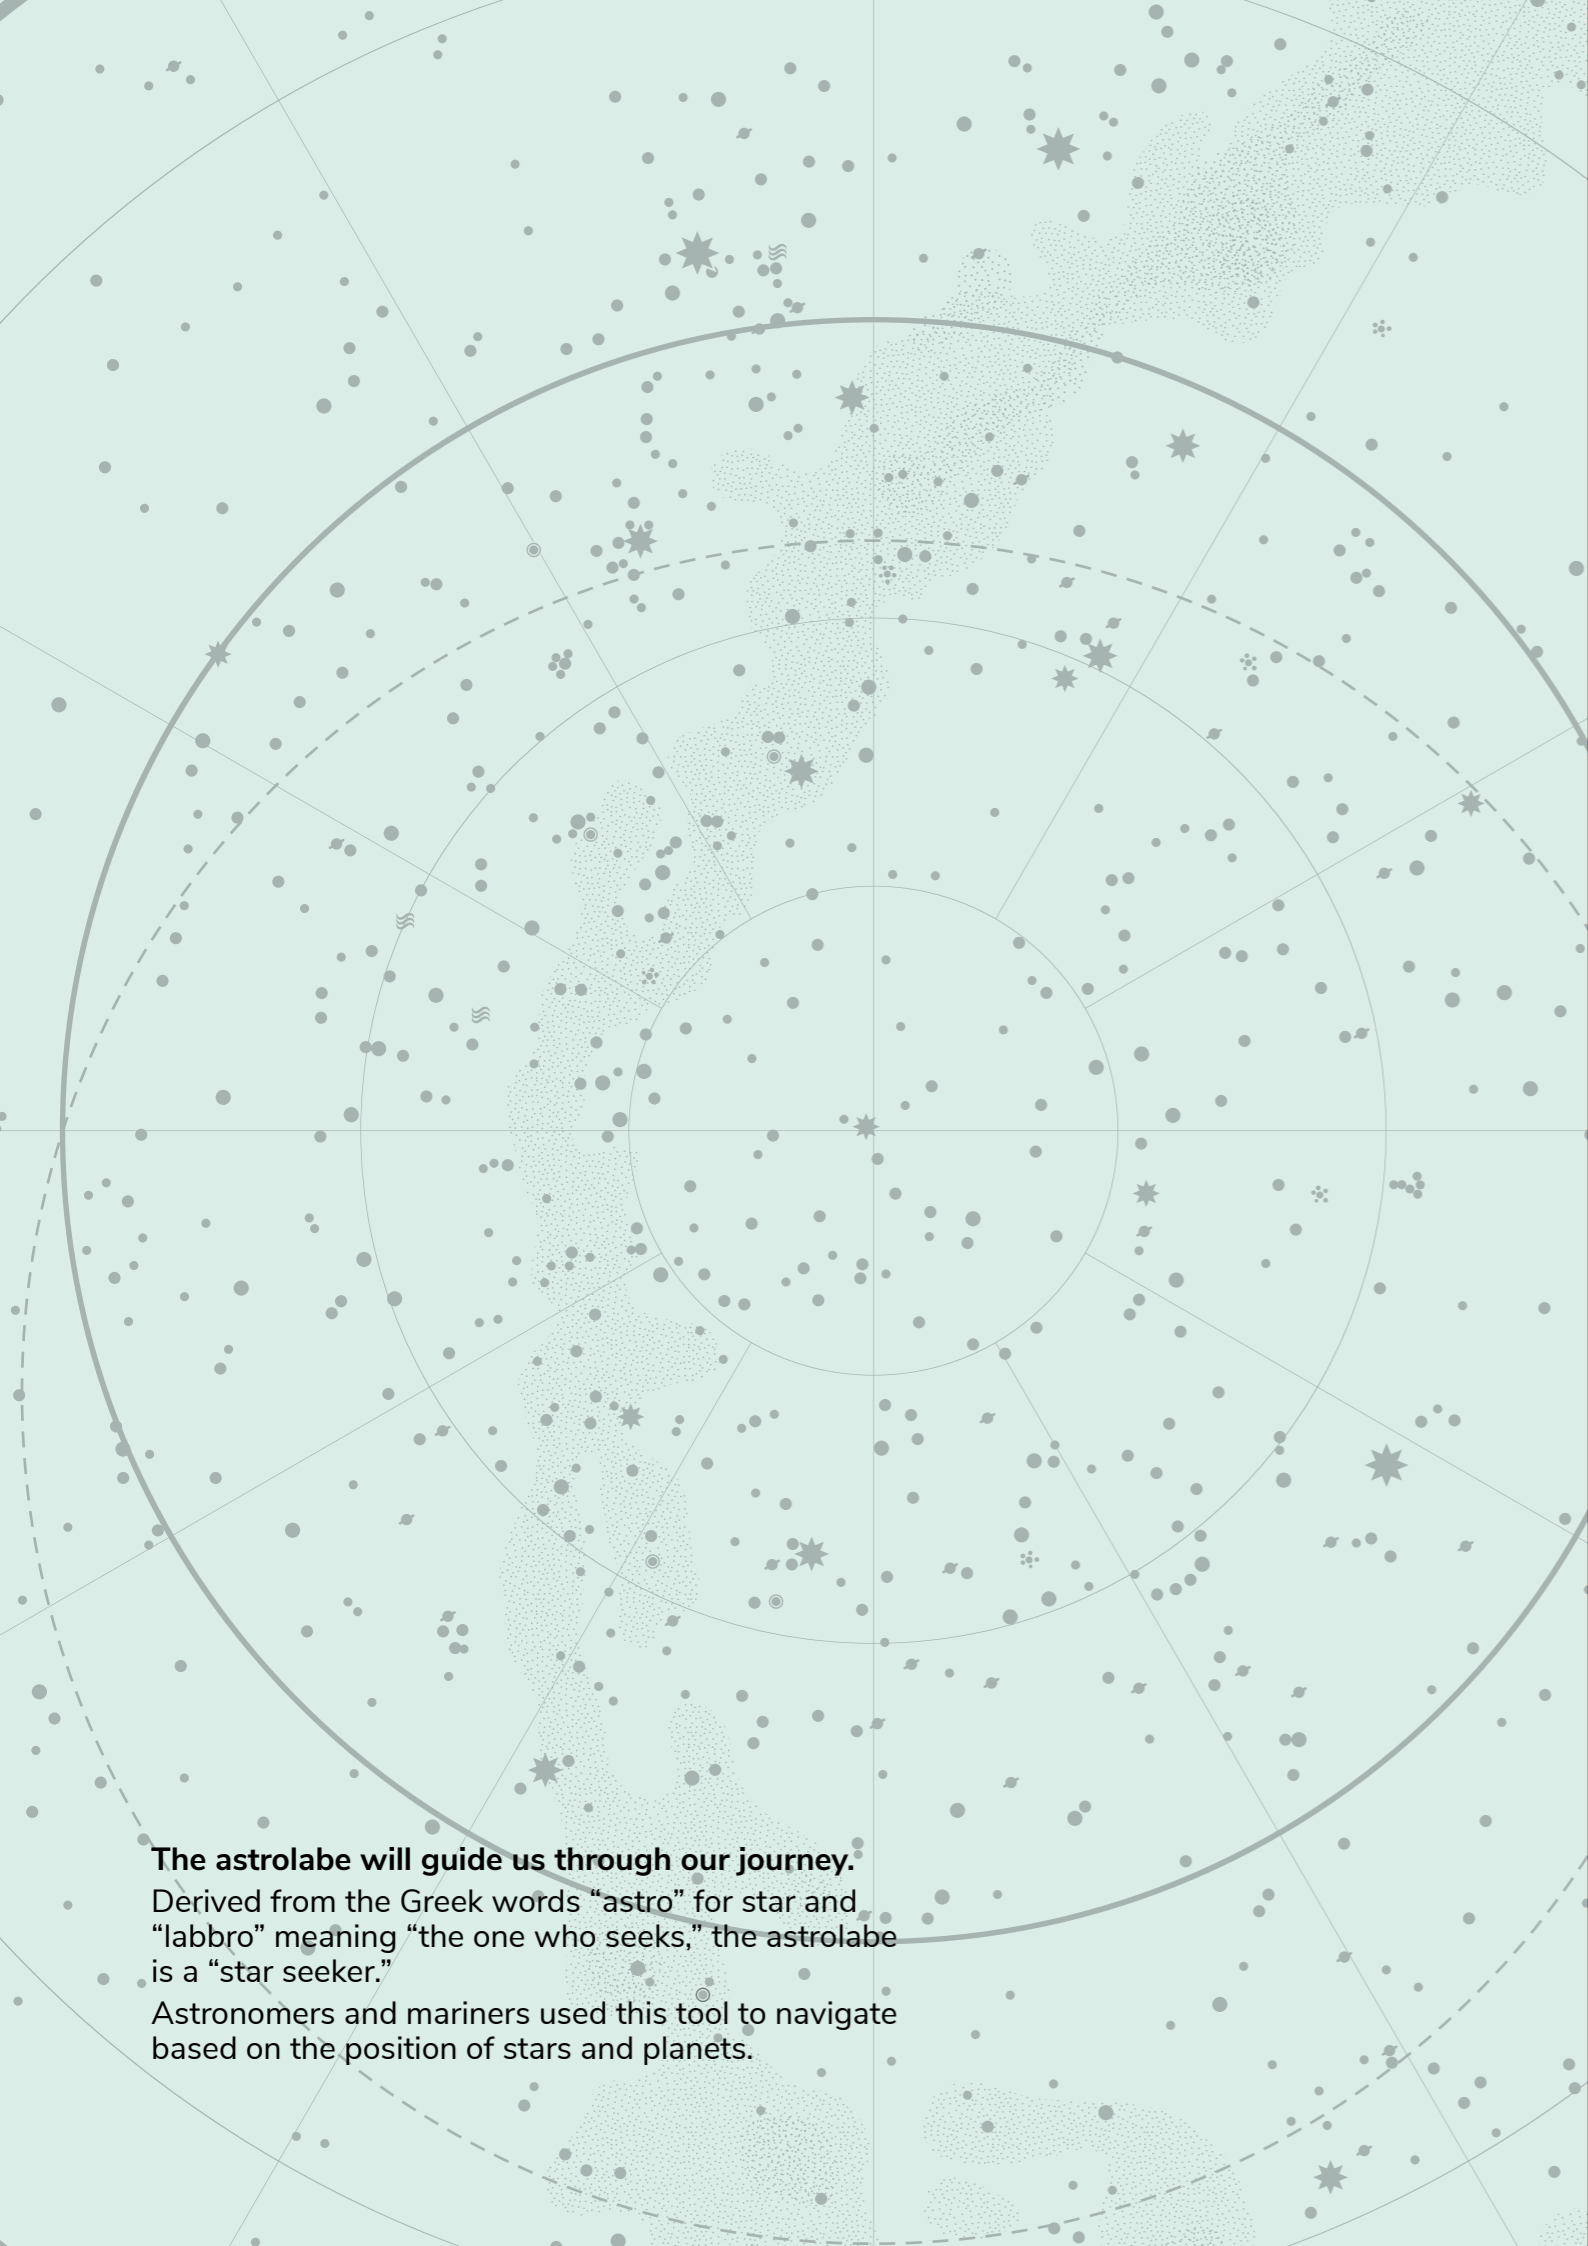 The astrolabe will guide us through our journey.
Derived from the Greek words “astro” for star and
“labbro” meaning “the one who seeks,” the astrolabe
is a “star seeker.”
Astronomers and mariners used this tool to navigate
based on the position of stars and planets.